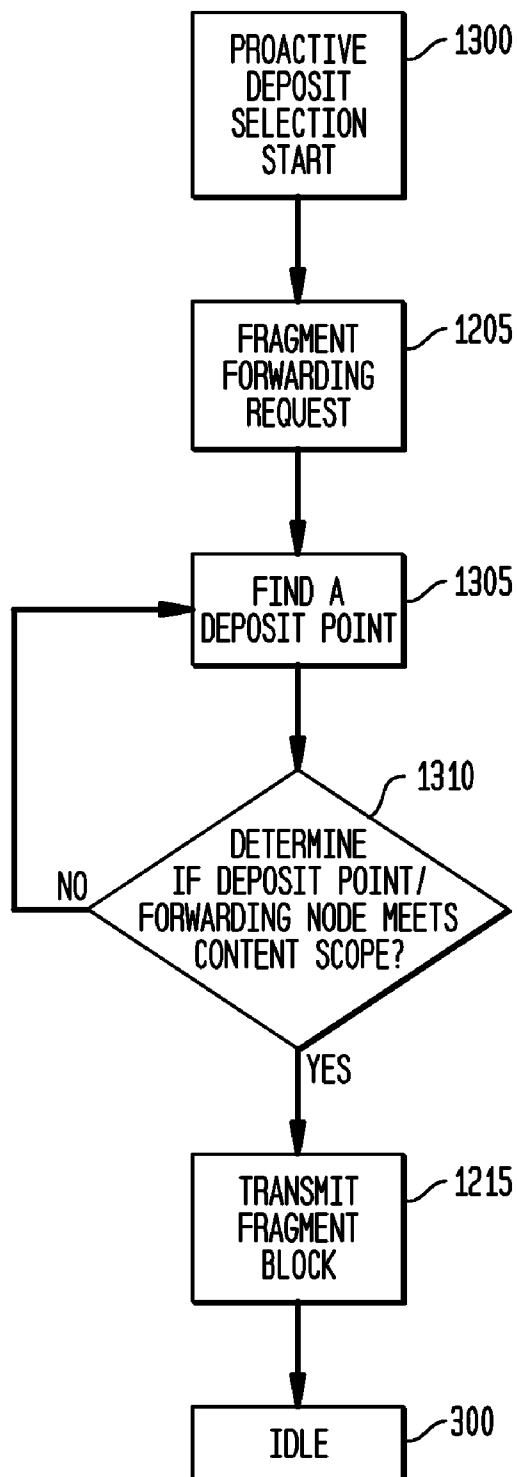 PROACTIVE
DEPOSIT
SELECTION
START
1300
FRAGMENT
FORWARDING
REQUEST
1205
FIND A
DEPOSIT POINT
1305
1310
DETERMINE
IF DEPOSIT POINT/
FORWARDING NODE MEETS
CONTENT SCOPE?
NO
YES
TRANSMIT
FRAGMENT
BLOCK
1215
IDLE
300